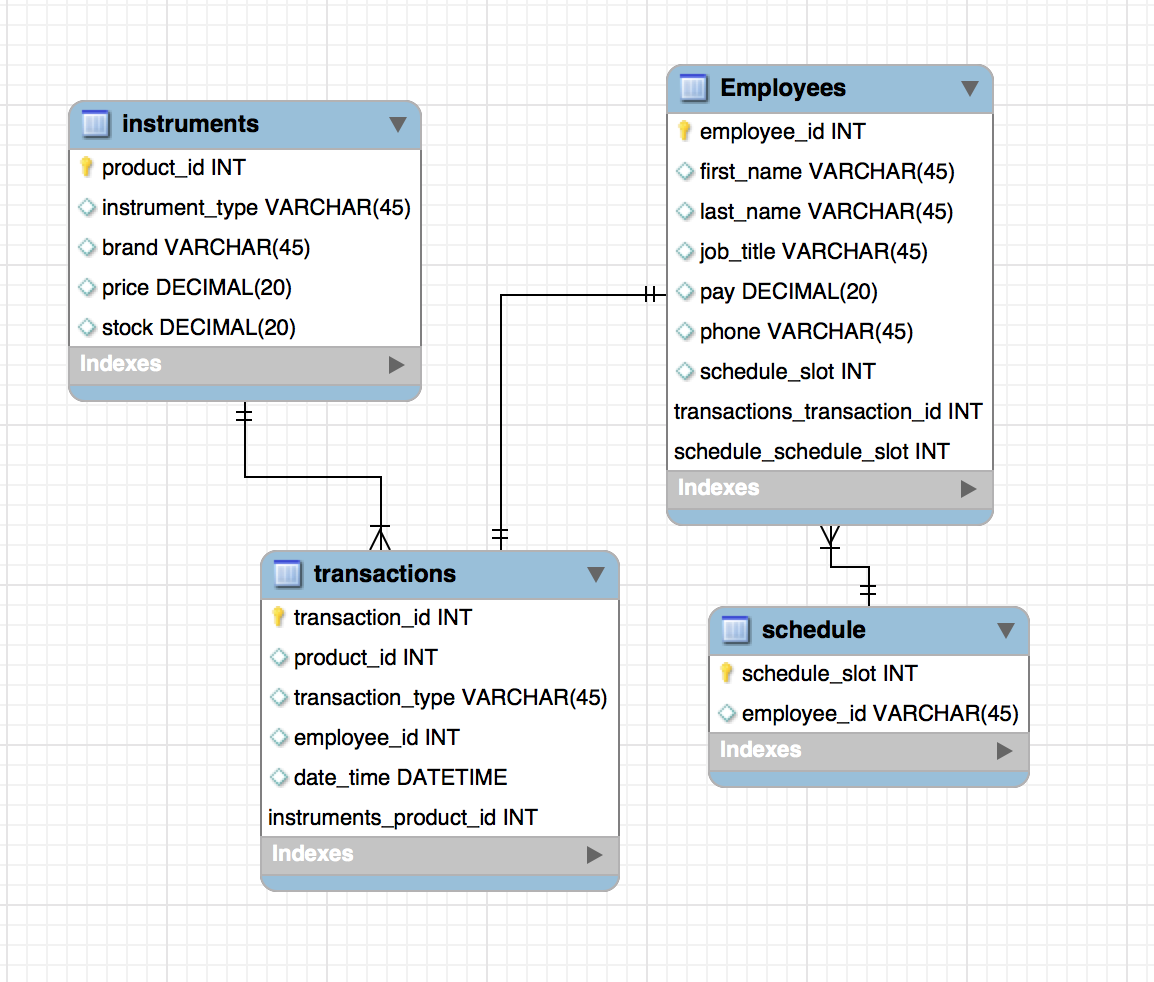 instruments
product_id INT
instrument_type VARCHAR(45)
brand VARCHAR(45)
price DECIMAL(20)
stock DECIMAL(20)
Indexes
Employees
employee_id INT
first_name VARCHAR(45)
last_name VARCHAR(45)
job_title VARCHAR(45)
pay DECIMAL(20)
phone VARCHAR(45)
schedule_slot INT
transactions_transaction_id INT
schedule_schedule_slot INT
Indexes
transactions
transaction_id INT
product_id INT
transaction_type VARCHAR(45)
employee_id INT
date_time DATETIME
instruments_product_id INT
Indexes
schedule
schedule_slot INT
employee_id VARCHAR(45)
Indexes